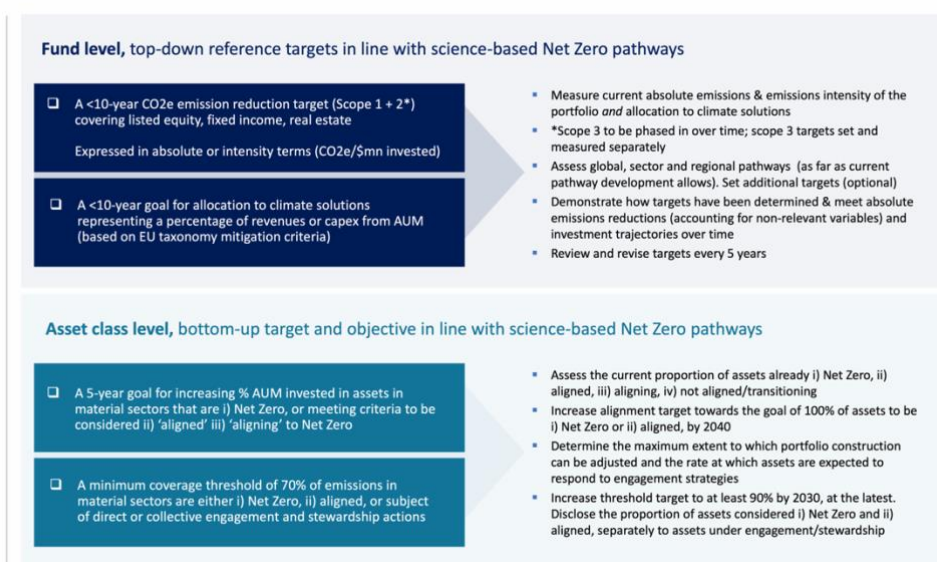 Fund level, top-down reference targets in line with science-based Net Zero pathways
❑ A <10-year CO2e emission reduction target (Scope 1 + 2*)
covering listed equity, fixed income, real estate
Expressed in absolute or intensity terms (CO2e/$mn invested)
❑ A <10-year goal for allocation to climate solutions
representing a percentage of revenues or capex from AUM
(based on EU taxonomy mitigation criteria)
▪ Measure current absolute emissions & emissions intensity of the
portfolio and allocation to climate solutions
▪ *Scope 3 to be phased in over time; scope 3 targets set and
measured separately
▪ Assess global, sector and regional pathways (as far as current
pathway development allows). Set additional targets (optional)
▪ Demonstrate how targets have been determined & meet absolute
emissions reductions (accounting for non-relevant variables) and
investment trajectories over time
▪ Review and revise targets every 5 years
Asset class level, bottom-up target and objective in line with science-based Net Zero pathways
❑ A 5-year goal for increasing % AUM invested in assets in
material sectors that are i) Net Zero, or meeting criteria to be
considered ii) 'aligned' iii) 'aligning' to Net Zero
❑ A minimum coverage threshold of 70% of emissions in
material sectors are either i) Net Zero, ii) aligned, or subject
of direct or collective engagement and stewardship actions
▪ Assess the current proportion of assets already i) Net Zero, ii)
aligned, iii) aligning, iv) not aligned/transitioning
▪ Increase alignment target towards the goal of 100% of assets to be
i) Net Zero or ii) aligned, by 2040
▪ Determine the maximum extent to which portfolio construction
can be adjusted and the rate at which assets are expected to
respond to engagement strategies
▪ Increase threshold target to at least 90% by 2030, at the latest.
Disclose the proportion of assets considered i) Net Zero and ii)
aligned, separately to assets under engagement/stewardship